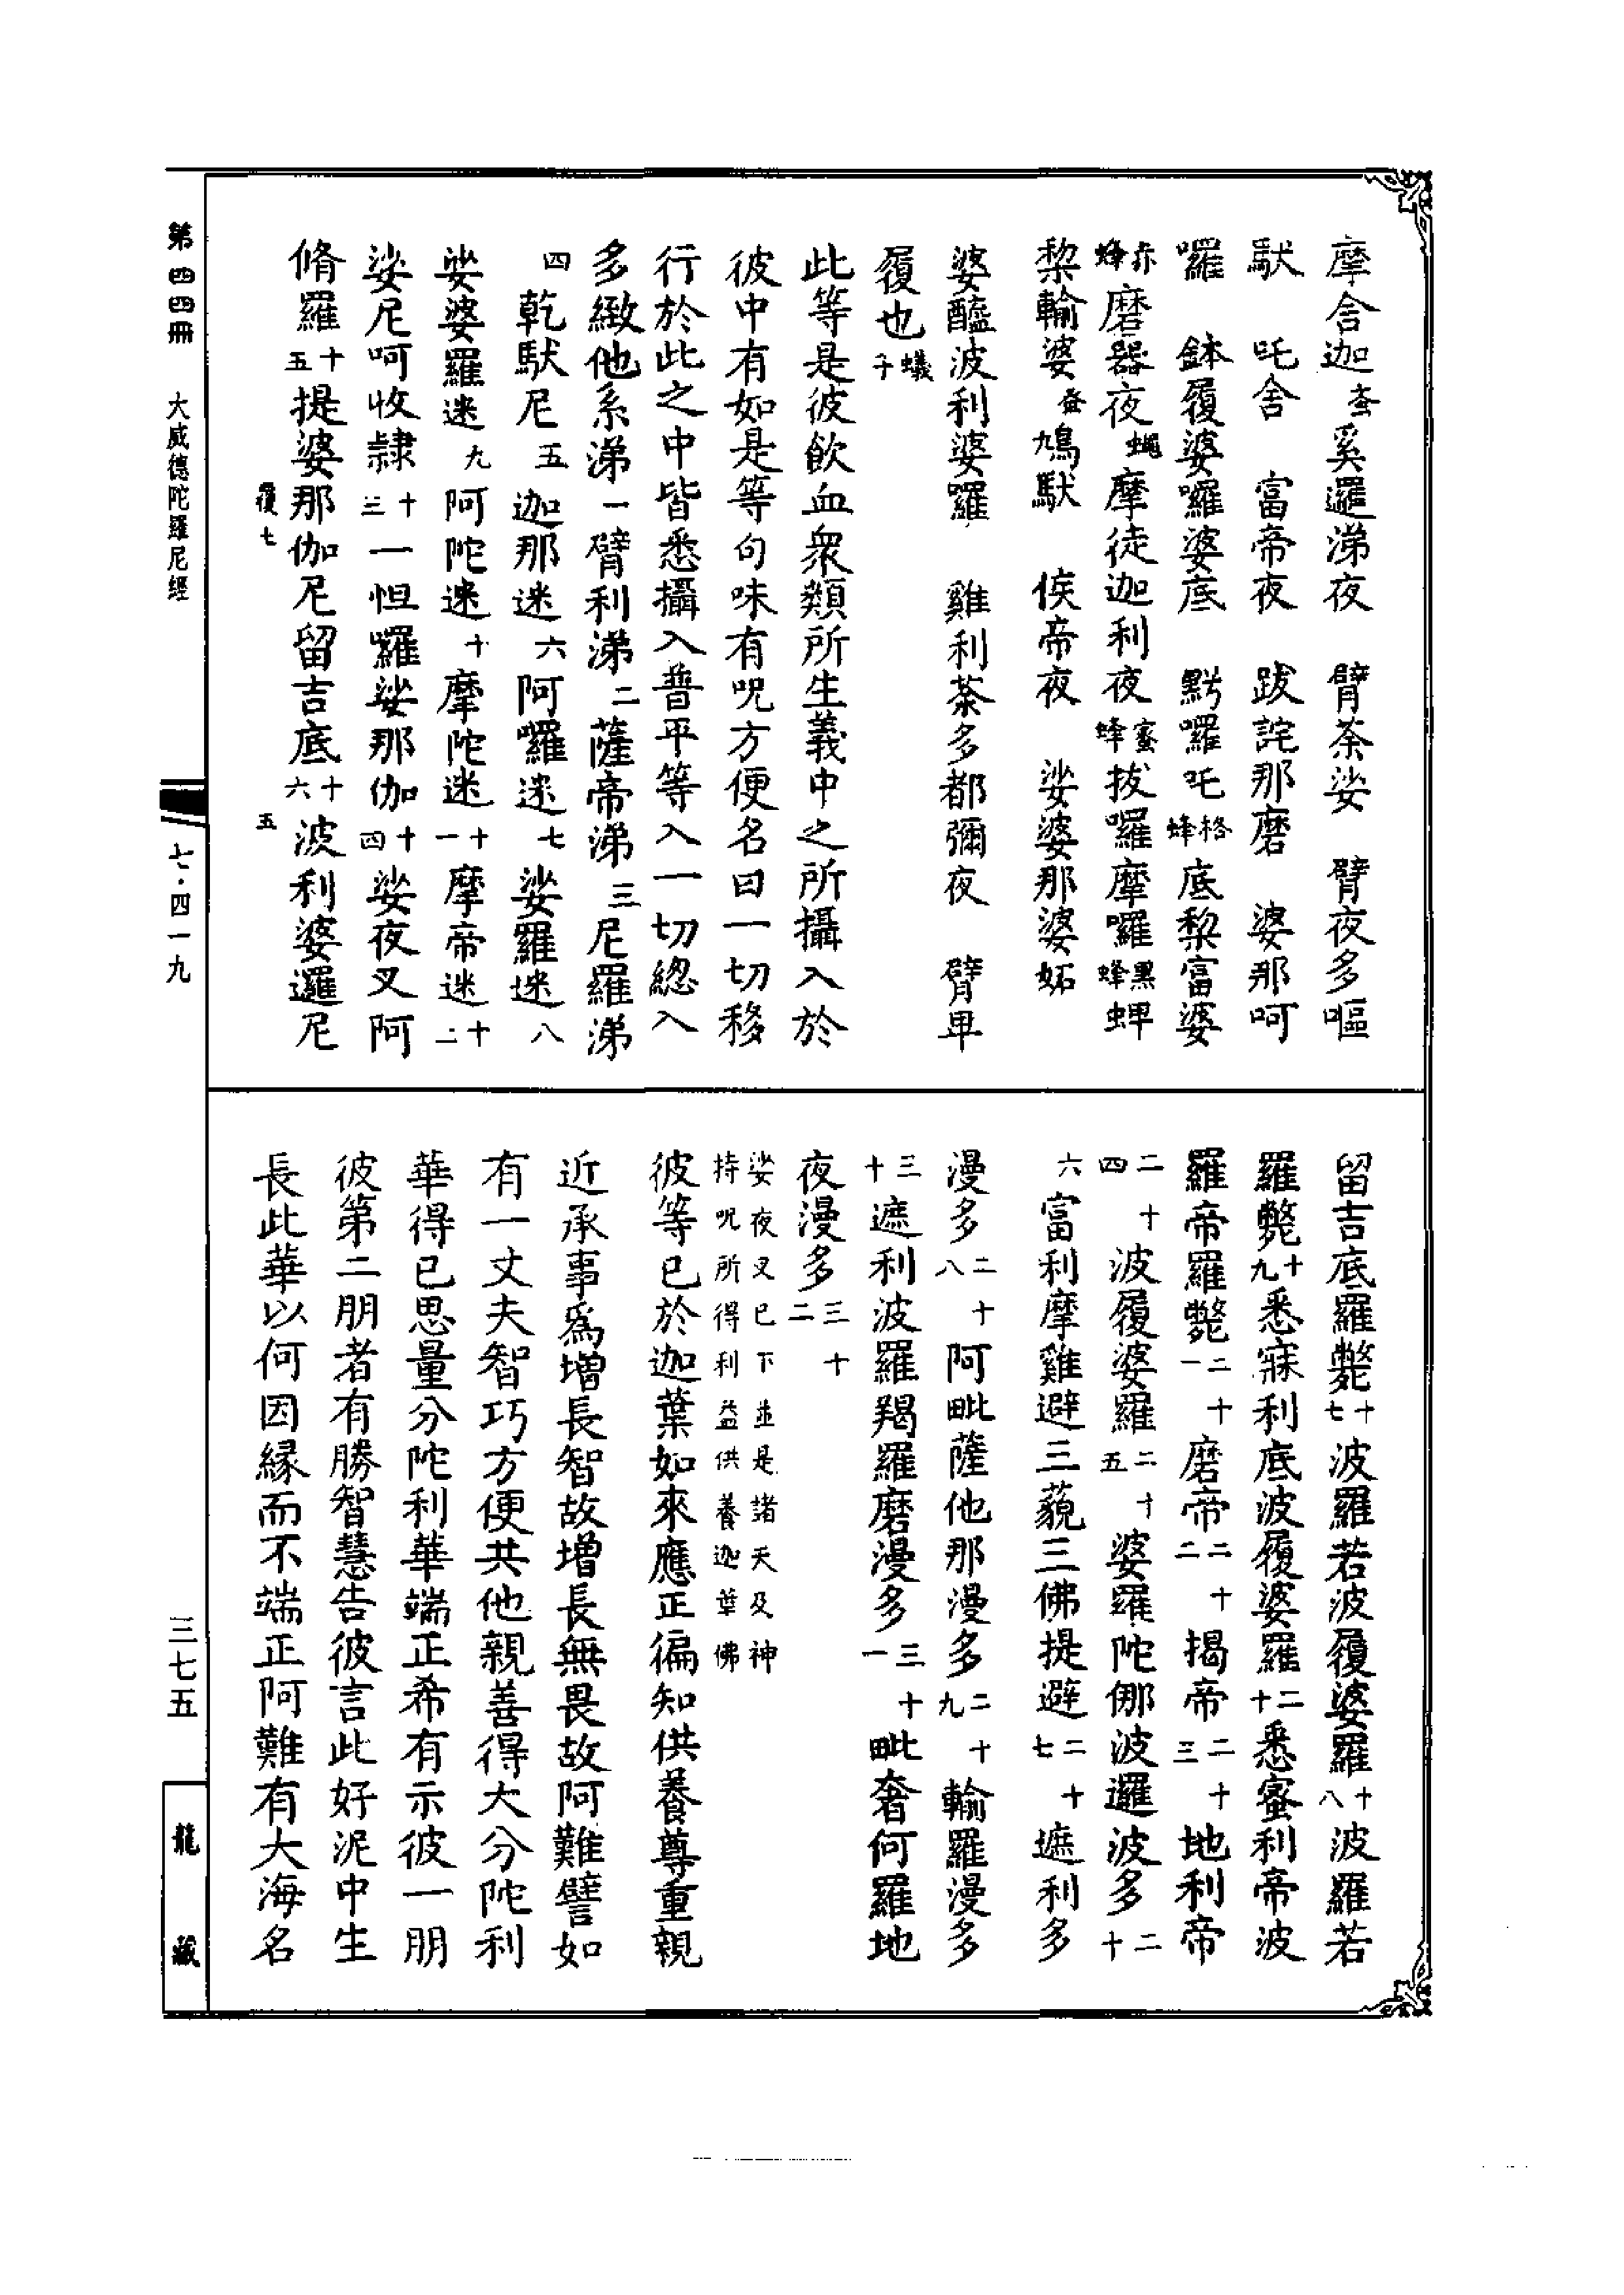 摩舍迦蚉奚邏涕夜　臂荼娑　臂夜多嘔
䭾　吒舍　富帝夜　跋詫那磨　婆那呵
囉　鉢履婆囉婆底　黔囉吒格蜂底黎富婆
赤蜂磨器夜蠅摩徒迦利夜蜜蜂拔囉摩囉黑蜂蜱
黎輸婆蚤鳩䭾　俟帝夜　娑婆那婆妬
婆醯波利婆囉　雞利荼多都彌夜　臂卑
履也蟻子
此等是彼飲血衆類所生義中之所攝入於
彼中有如是等句味有呪方便名曰一切移
行於此之中皆悉攝入普平等入一切總入
多緻他系涕一臂利涕二薩帝涕三尼羅涕
四乾䭾尼五迦那迷六阿囉迷七娑羅迷八
娑婆羅迷九阿陀迷十摩陀迷十一摩帝迷十二
娑尼呵收隸十三一怛囉娑那伽十四娑夜叉阿
脩羅十五提婆那伽尼留吉底十六波利婆邏尼
履七　五
留吉底羅斃十七波羅若波履婆羅十八波羅若
羅斃十九悉寐利底波履婆羅二十悉蜜利帝波
羅帝羅斃二十一磨帝二十二揭帝二十三地利帝
二十四波履婆羅二十五婆羅陀㑚波邏波多二十
六富利摩雞避三藐三佛提避二十七遮利多
漫多二十八阿毗薩他那漫多二十九輸羅漫多
三十遮利波羅羯羅磨漫多三十一毗奢何羅地
夜漫多三十二
娑夜叉已下並是諸天及神
持呪所得利益供養迦葉佛
彼等已於迦葉如來應正徧知供養尊重親
近承事爲增長智故增長無畏故阿難譬如
有一丈夫智巧方便共他親善得大分陀利
華得已思量分陀利華端正希有示彼一朋
彼第二朋者有勝智慧告彼言此好泥中生
長此華以何因緣而不端正阿難有大海名
第四四冊　大威德陀羅尼經　七·四一九　三七五　龍藏